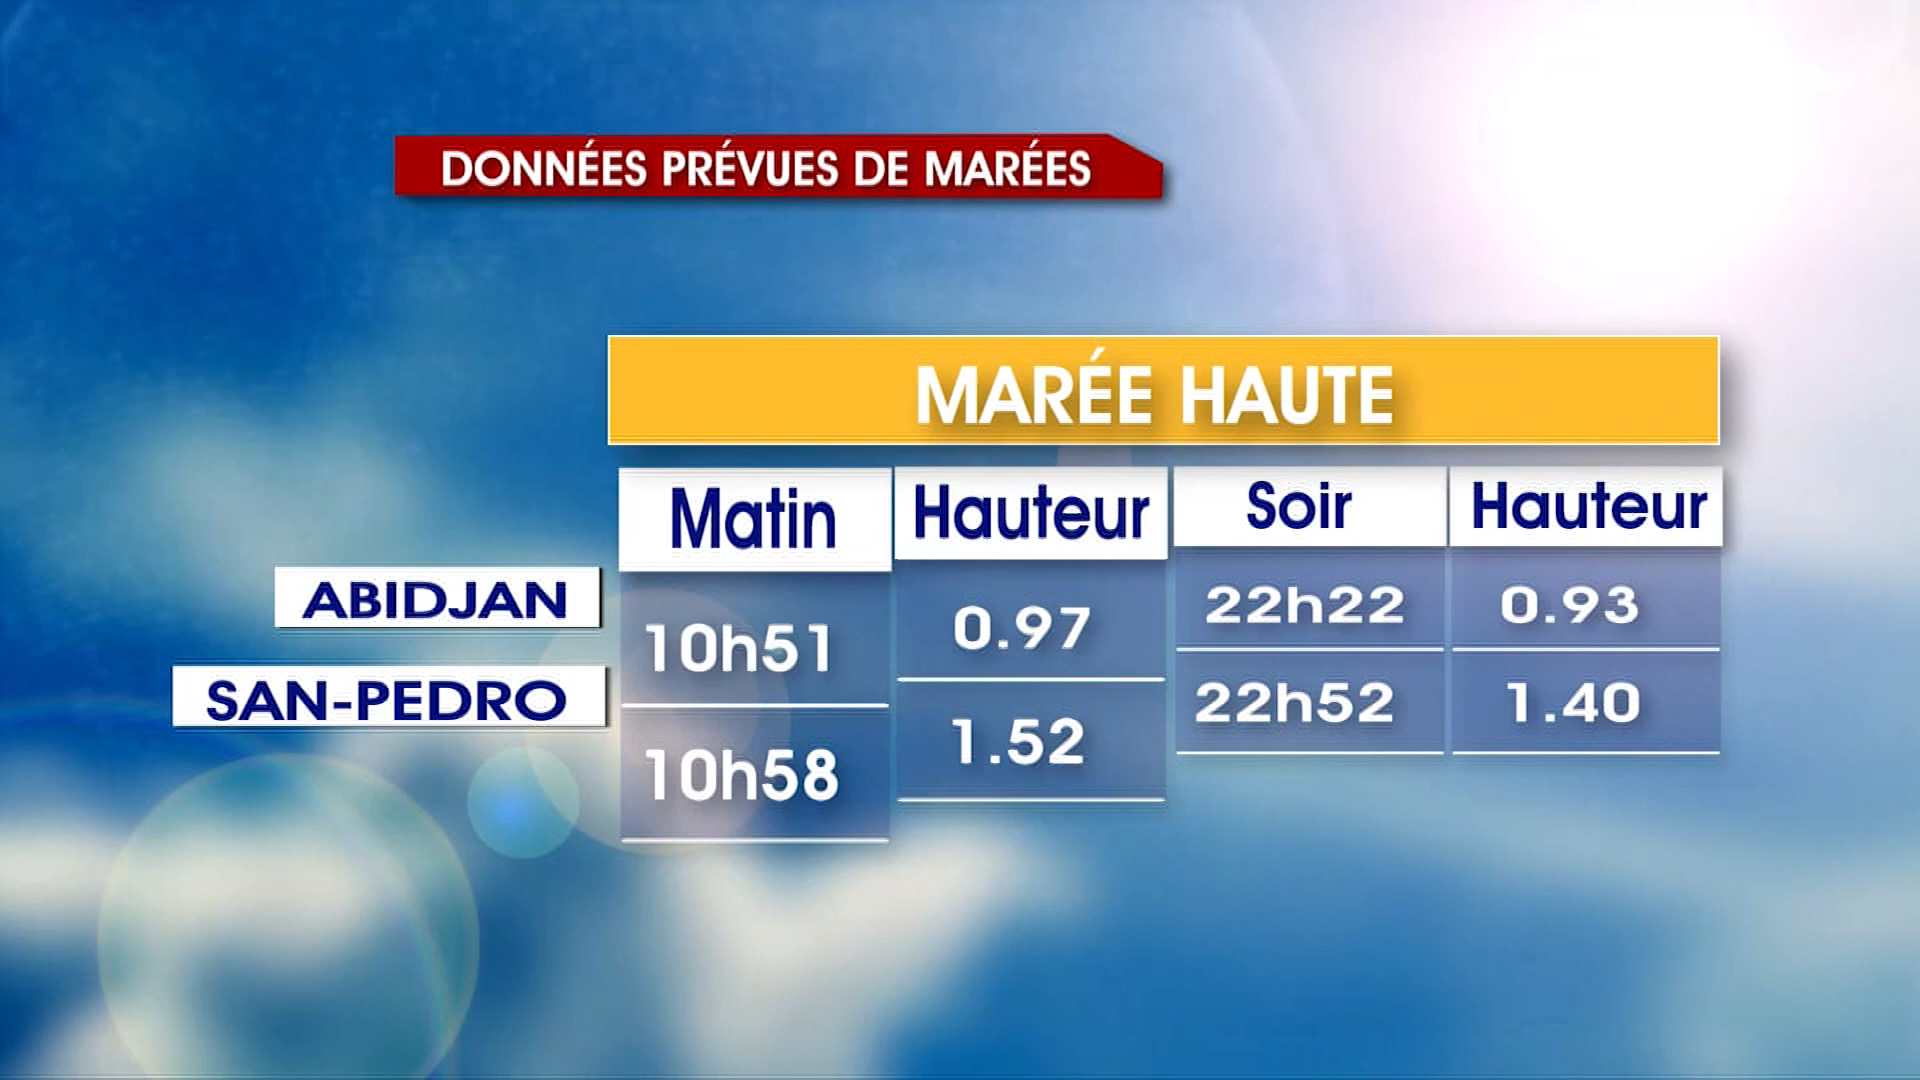 DONNÉES PRÉVUES DE MARÉES
MARÉE HAUTE
Matin Hauteur Soir Hauteur
ABIDJAN 10h51 0.97 22h22 0.93
SAN-PEDRO 10h58 1.52 22h52 1.40